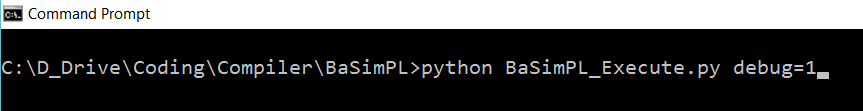 Command Prompt
C:\D_Drive\Coding\Compiler\BaSimPL>python BaSimPL_Execute.py debug=1